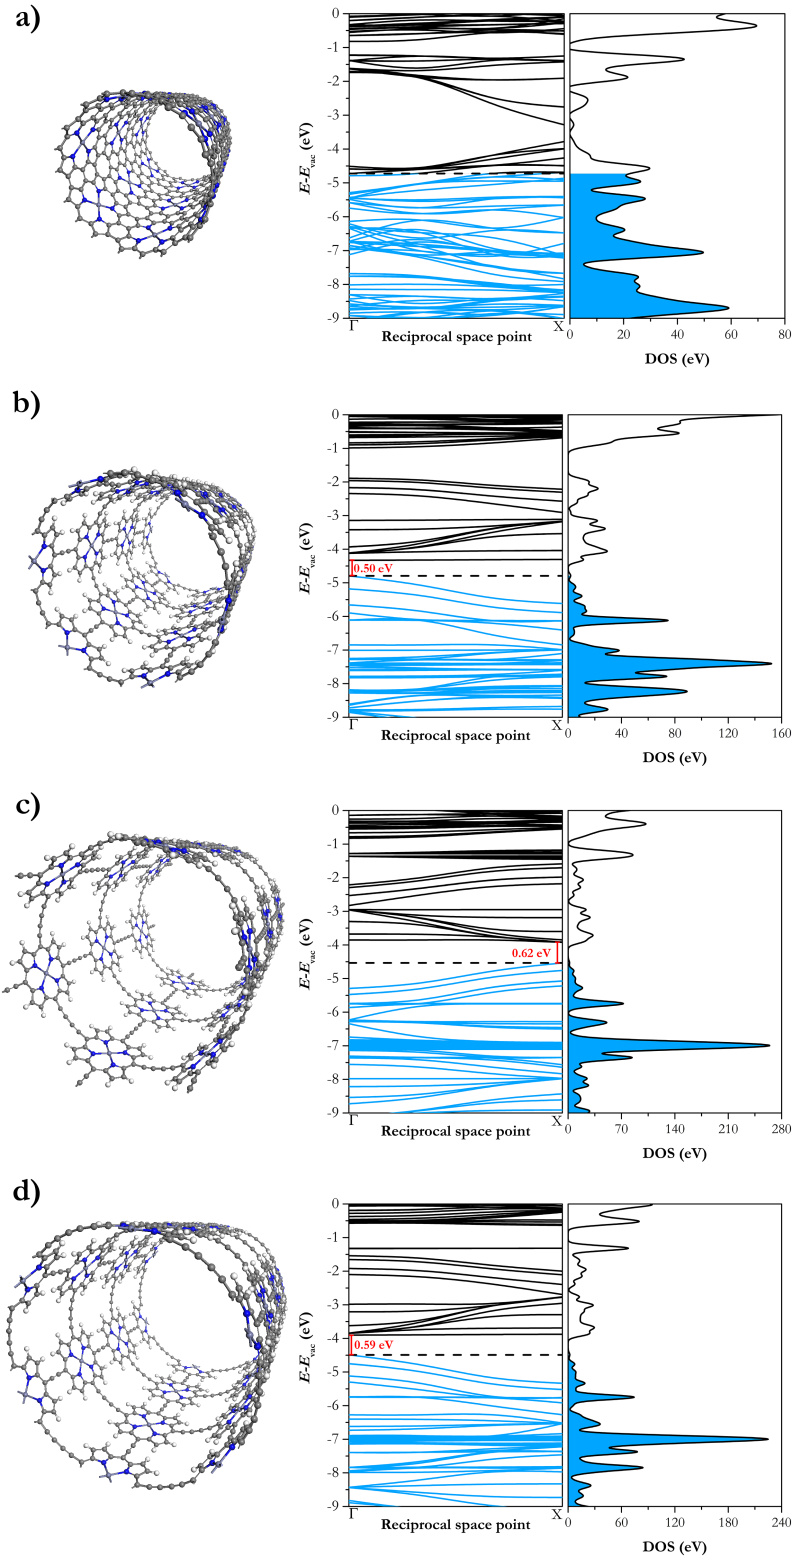 a)
0
-1
-2
-3
-4
-5
-6
-7
-8
-9
E-Evac (eV)
Γ X
Reciprocal space point
0 20 40 60 80
DOS (eV)
b)
0
-1
-2
-3
-4
0.50 eV
-5
-6
-7
-8
-9
E-Evac (eV)
Γ X
Reciprocal space point
0 40 80 120 160
DOS (eV)
c)
0
-1
-2
-3
-4
0.62 eV
-5
-6
-7
-8
-9
E-Evac (eV)
Γ X
Reciprocal space point
0 70 140 210 280
DOS (eV)
d)
0
-1
-2
-3
-4
0.59 eV
-5
-6
-7
-8
-9
E-Evac (eV)
Γ X
Reciprocal space point
0 60 120 180 240
DOS (eV)